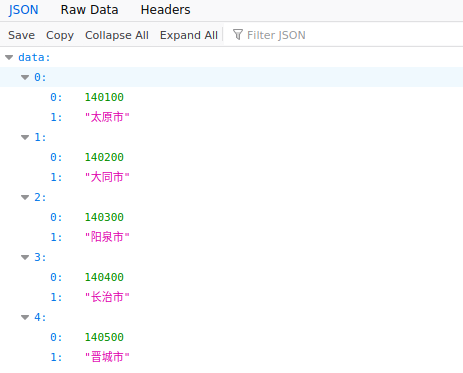 JSON Raw Data Headers
Save Copy Collapse All Expand All Filter JSON
data:
0:
0: 140100
1: "太原市"
1:
0: 140200
1: "大同市"
2:
0: 140300
1: "阳泉市"
3:
0: 140400
1: "长治市"
4:
0: 140500
1: "晋城市"